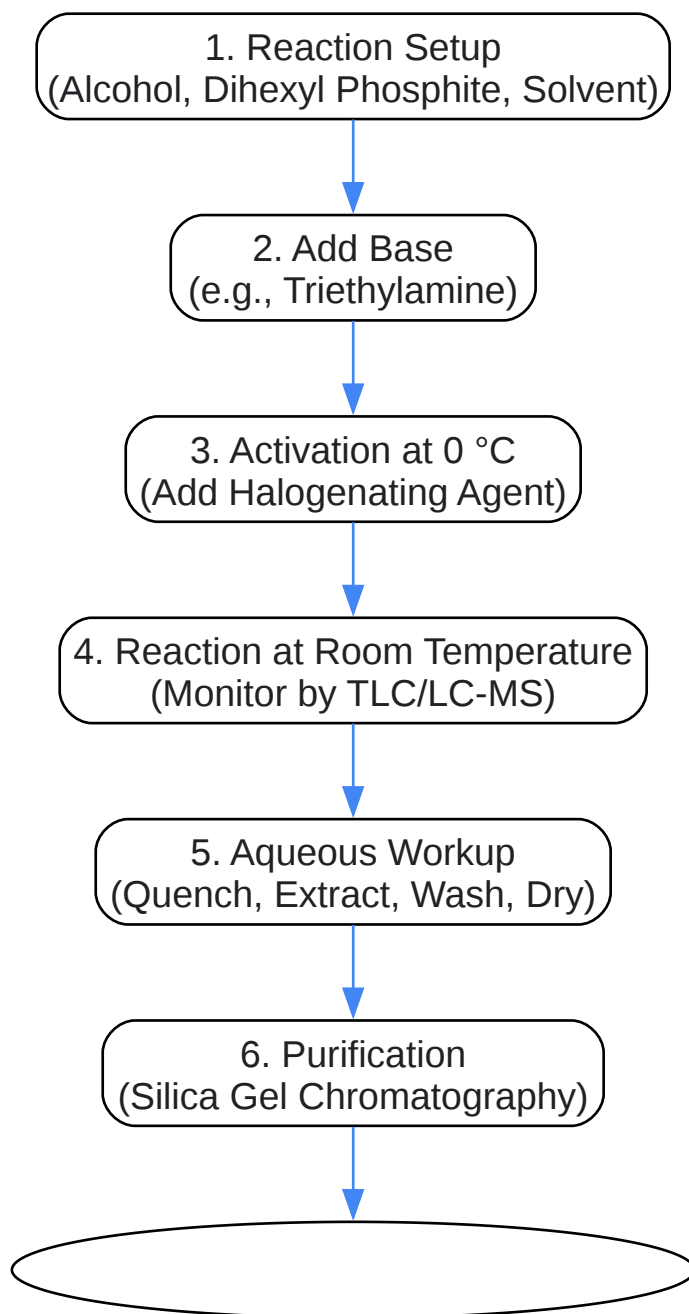 1. Reaction Setup
(Alcohol, Dihexyl Phosphite, Solvent)
2. Add Base
(e.g., Triethylamine)
3. Activation at 0 °C
(Add Halogenating Agent)
4. Reaction at Room Temperature
(Monitor by TLC/LC-MS)
5. Aqueous Workup
(Quench, Extract, Wash, Dry)
6. Purification
(Silica Gel Chromatography)